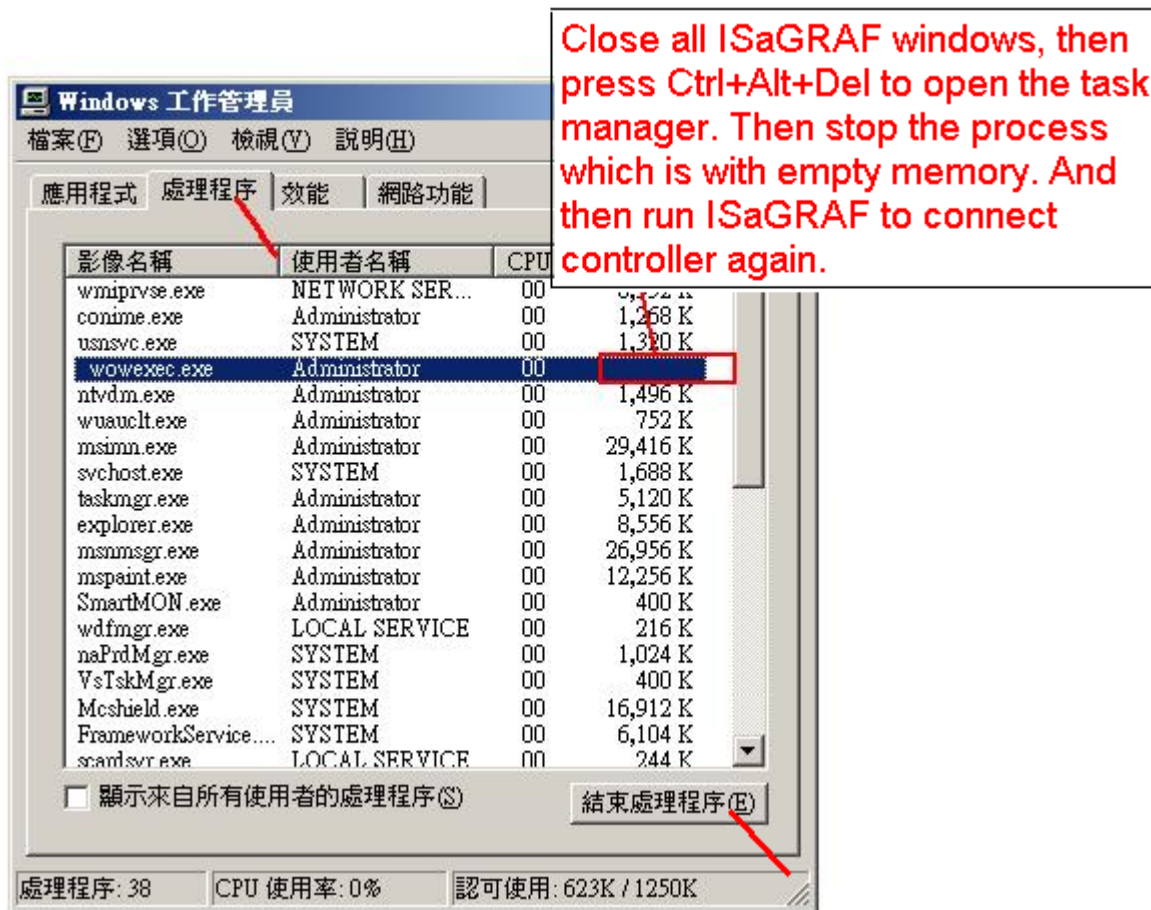 Close all ISaGRAF windows, then
press Ctrl+Alt+Del to open the task
manager. Then stop the process
which is with empty memory. And
then run ISaGRAF to connect
controller again.
Windows 工作管理員
檔案(F) 選項(O) 檢視(V) 說明(H)
應用程式 處理程序 效能 網路功能
影像名稱 使用者名稱 CPU
wmiprvse.exe NETWORK SER... 00
conime.exe Administrator 00 1,268 K
usnsvc.exe SYSTEM 00 1,320 K
wowexec.exe Administrator 00
ntvdm.exe Administrator 00 1,496 K
wuauclt.exe Administrator 00 752 K
msimn.exe Administrator 00 29,416 K
svchost.exe SYSTEM 00 1,688 K
taskmgr.exe Administrator 00 5,120 K
explorer.exe Administrator 00 8,556 K
msnmsgr.exe Administrator 00 26,956 K
mspaint.exe Administrator 00 12,256 K
SmartMON.exe Administrator 00 400 K
wdfmgr.exe LOCAL SERVICE 00 216 K
naPrdMgr.exe SYSTEM 00 1,024 K
VsTskMgr.exe SYSTEM 00 400 K
Mcshield.exe SYSTEM 00 16,912 K
FrameworkService.... SYSTEM 00 6,104 K
scardsvr.exe LOCAL SERVICE 00 244 K
顯示來自所有使用者的處理程序(S)
結束處理程序(E)
處理程序: 38 CPU 使用率: 0% 認可使用: 623K / 1250K